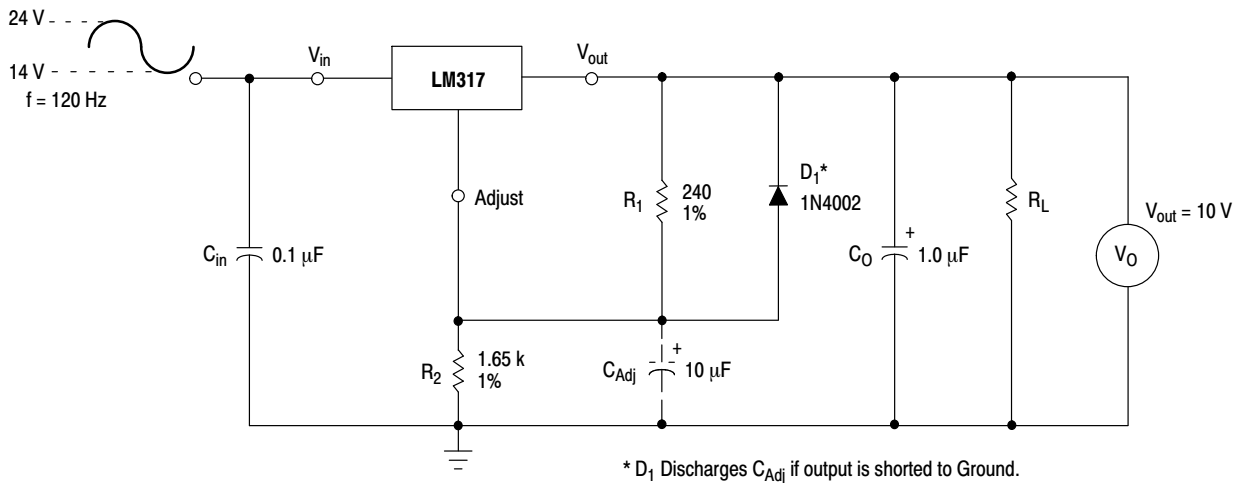 24 V
14 V
f = 120 Hz
Vin
LM317
Vout
Adjust
Cin
0.1 μF
R1
240
1%
D1*
1N4002
CO
+
1.0 μF
RL
Vout = 10 V
VO
R2
1.65 k
1%
CAdj
+
10 μF
* D1 Discharges CAdj if output is shorted to Ground.